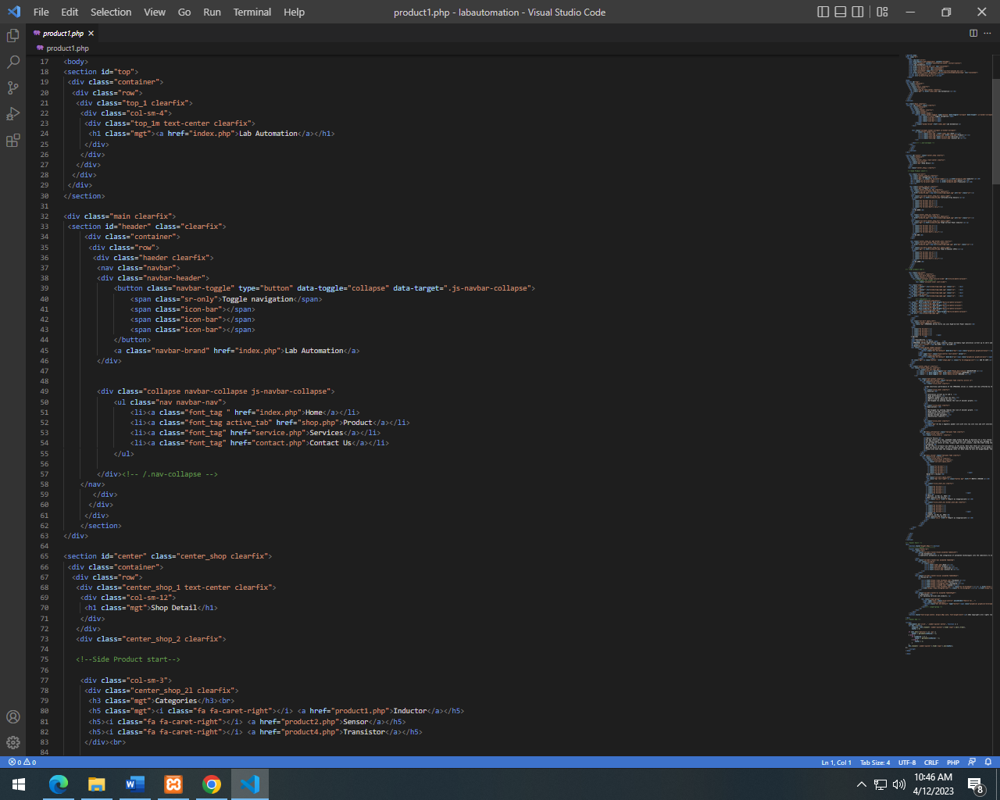 File Edit Selection View Go Run Terminal Help
product1.php - labautomation - Visual Studio Code
product1.php
product1.php
17 <body>
18 <section id="top">
19 <div class="container">
20 <div class="row">
21 <div class="top_1 clearfix">
22 <div class="col-sm-4">
23 <div class="top_1m text-center clearfix">
24 <h1 class="mgt"><a href="index.php">Lab Automation</a></h1>
25 </div>
26 </div>
27 </div>
28 </div>
29 </div>
30 </section>
31
32 <div class="main clearfix">
33 <section id="header" class="clearfix">
34 <div class="container">
35 <div class="row">
36 <div class="haeder clearfix">
37 <nav class="navbar">
38 <div class="navbar-header">
39 <button class="navbar-toggle" type="button" data-toggle="collapse" data-target=".js-navbar-collapse">
40 <span class="sr-only">Toggle navigation</span>
41 <span class="icon-bar"></span>
42 <span class="icon-bar"></span>
43 <span class="icon-bar"></span>
44 </button>
45 <a class="navbar-brand" href="index.php">Lab Automation</a>
46 </div>
47
48
49 <div class="collapse navbar-collapse js-navbar-collapse">
50 <ul class="nav navbar-nav">
51 <li><a class="font_tag " href="index.php">Home</a></li>
52 <li><a class="font_tag active_tab" href="shop.php">Product</a></li>
53 <li><a class="font_tag" href="service.php">Services</a></li>
54 <li><a class="font_tag" href="contact.php">Contact Us</a></li>
55 </ul>
56
57 </div><!-- /.nav-collapse -->
58 </nav>
59 </div>
60 </div>
61 </div>
62 </section>
63 </div>
64
65 <section id="center" class="center_shop clearfix">
66 <div class="container">
67 <div class="row">
68 <div class="center_shop_1 text-center clearfix">
69 <div class="col-sm-12">
70 <h1 class="mgt">Shop Detail</h1>
71 </div>
72 </div>
73 <div class="center_shop_2 clearfix">
74
75 <!--Side Product start-->
76
77 <div class="col-sm-3">
78 <div class="center_shop_2l clearfix">
79 <h3 class="mgt">Categories</h3><br>
80 <h5 class="mgt"><i class="fa fa-caret-right"></i> <a href="product1.php">Inductor</a></h5>
81 <h5><i class="fa fa-caret-right"></i> <a href="product2.php">Sensor</a></h5>
82 <h5><i class="fa fa-caret-right"></i> <a href="product4.php">Transistor</a></h5>
83 </div><br>
84
0 0 Ln 1, Col 1 Tab Size: 4 UTF-8 CRLF PHP
10:46 AM
4/12/2023
8